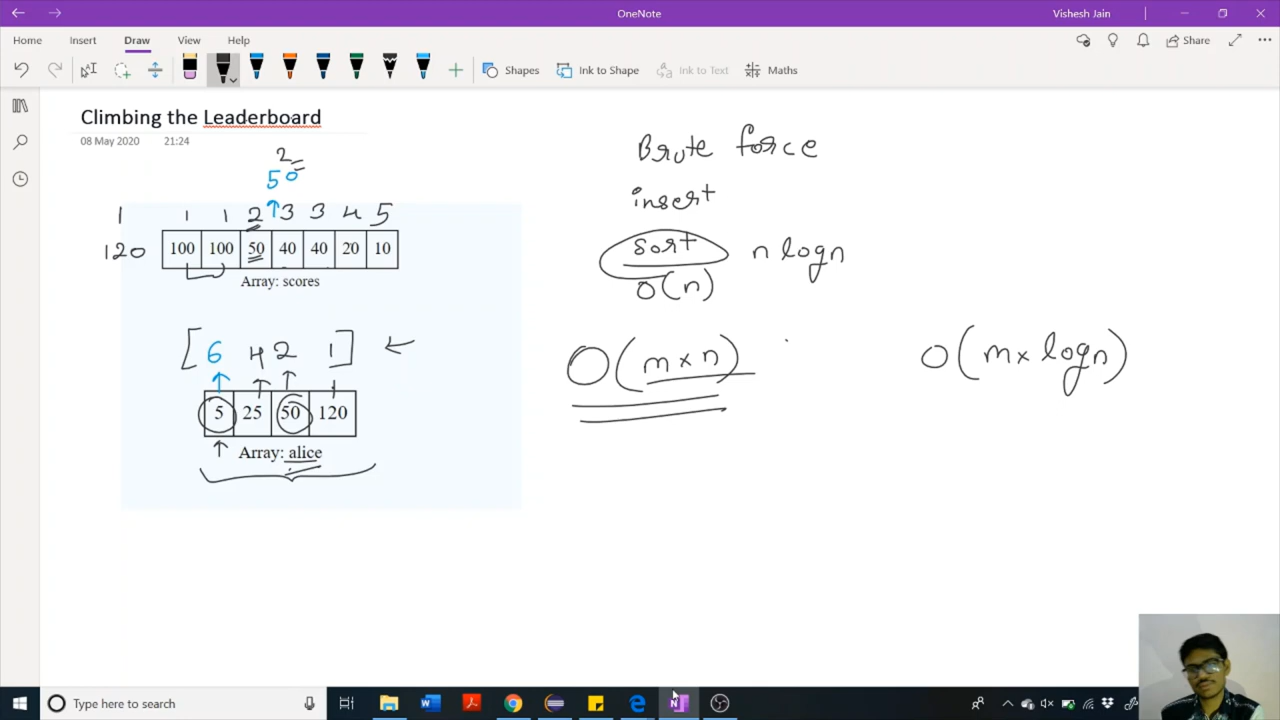 OneNote
Vishesh Jain
Home Insert Draw View Help
Share
Shapes Ink to Shape Ink to Text Maths
Climbing the Leaderboard
08 May 2020 21:24
2
50
1 1 1 2 3 3 4 5
120 100 100 50 40 40 20 10
Array: scores
[6 4 2 1]
5 25 50 120
Array: alice
Brute force
insert
sort n logn
O(n)
O(m x n) O(m x logn)
Type here to search